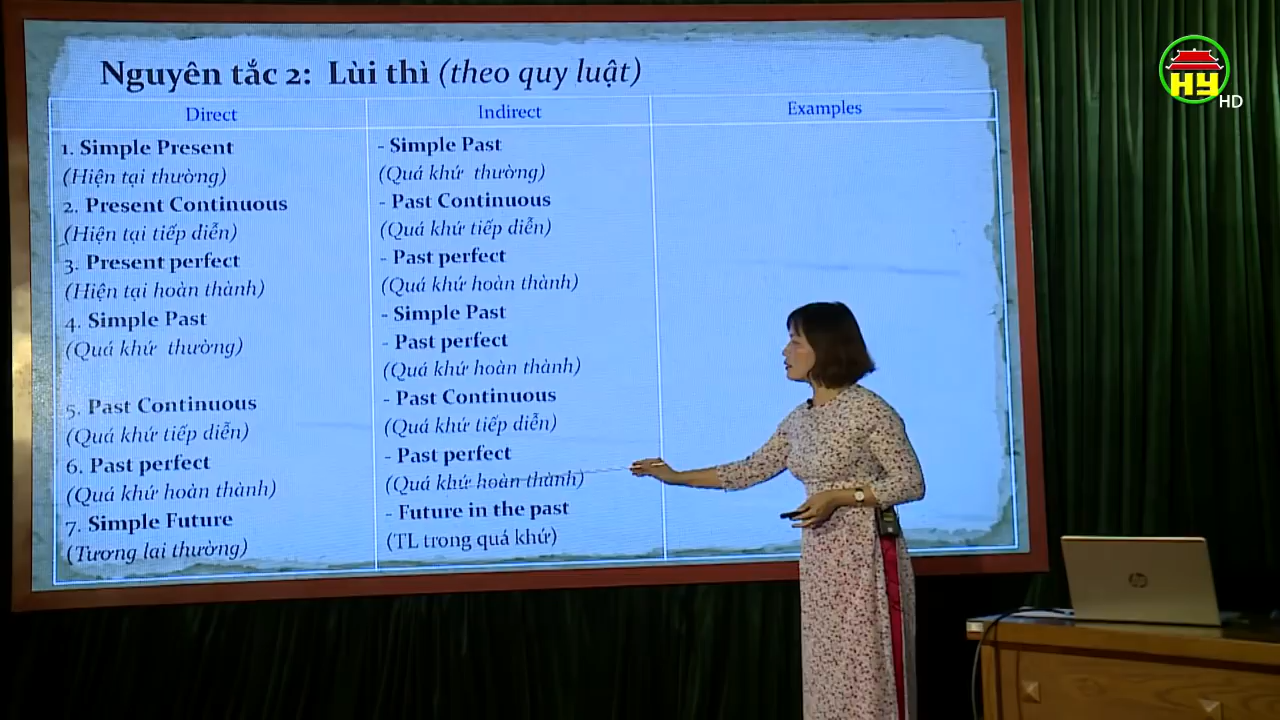 Nguyên tắc 2: Lùi thì (theo quy luật)
Direct
Indirect
Examples
1. Simple Present
(Hiện tại thường)
2. Present Continuous
(Hiện tại tiếp diễn)
3. Present perfect
(Hiện tại hoàn thành)
4. Simple Past
(Quá khứ thường)
5. Past Continuous
(Quá khứ tiếp diễn)
6. Past perfect
(Quá khứ hoàn thành)
7. Simple Future
(Tương lai thường)
- Simple Past
(Quá khứ thường)
- Past Continuous
(Quá khứ tiếp diễn)
- Past perfect
(Quá khứ hoàn thành)
- Simple Past
- Past perfect
(Quá khứ hoàn thành)
- Past Continuous
(Quá khứ tiếp diễn)
- Past perfect
(Quá khứ hoàn thành)
- Future in the past
(TL trong quá khứ)
HY
HD
hp